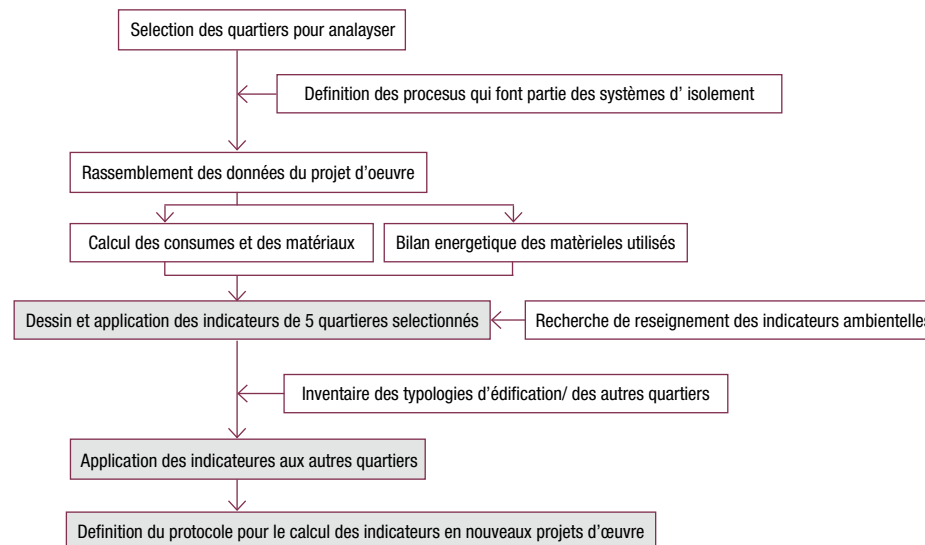 Selection des quartiers pour analayser
Definition des procesus qui font partie des systèmes d' isolement
Rassemblement des données du projet d'oeuvre
Calcul des consumes et des matériaux
Bilan energetique des matèrieles utilisés
Dessin et application des indicateurs de 5 quartieres selectionnés
Recherche de reseignement des indicateurs ambientelles
Inventaire des typologies d'édification/ des autres quartiers
Application des indicateures aux autres quartiers
Definition du protocole pour le calcul des indicateurs en nouveaux projets d'œuvre